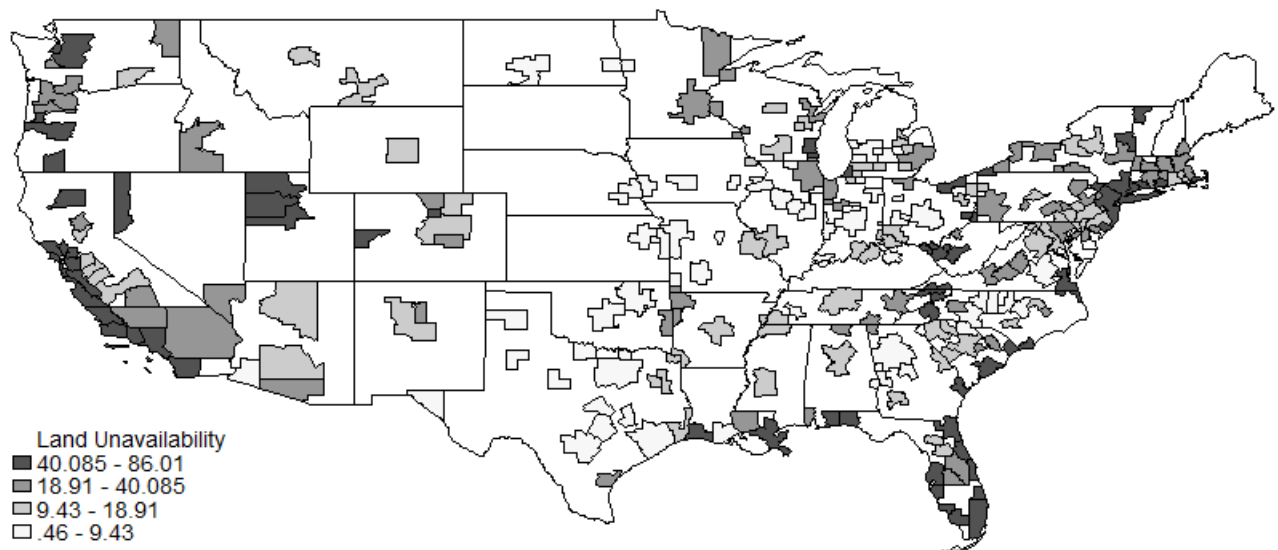 Land Unavailability
40.085 - 86.01
18.91 - 40.085
9.43 - 18.91
.46 - 9.43